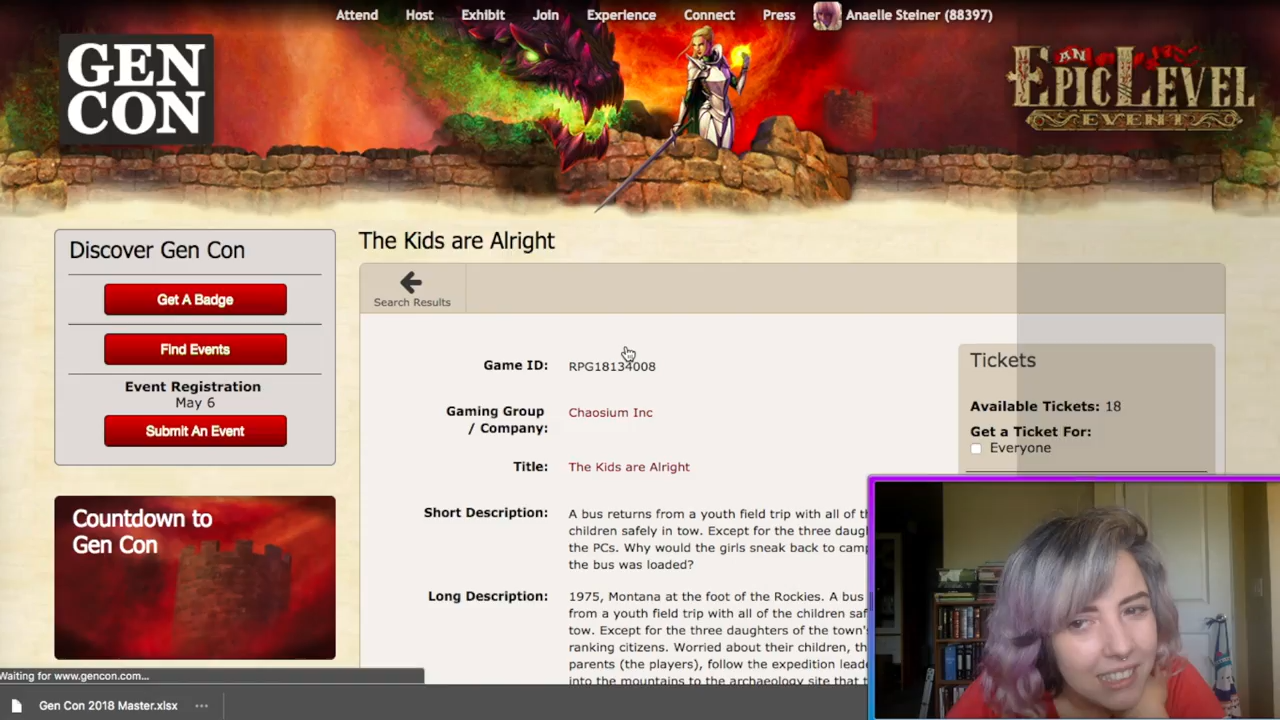 Attend Host Exhibit Join Experience Connect Press Anaelle Steiner (88397)
GEN
CON
AN
EPIC LEVEL
EVENT
Discover Gen Con
Get A Badge
Find Events
Event Registration
May 6
Submit An Event
Countdown to
Gen Con
The Kids are Alright
Search Results
Game ID: RPG18134008
Gaming Group Chaosium Inc
/ Company:
Title: The Kids are Alright
Short Description: A bus returns from a youth field trip with all of
children safely in tow. Except for the three
the PCs. Why would the girls sneak back to
the bus was loaded?
Long Description: 1975, Montana at the foot of the Rockies. A bus
from a youth field trip with all of the children
tow. Except for the three daughters of the town's
ranking citizens. Worried about their children,
parents (the players), follow the expedition
into the mountains to the archaeology site that
Tickets
Available Tickets: 18
Get a Ticket For:
Everyone
Waiting for www.gencon.com...
Gen Con 2018 Master.xlsx